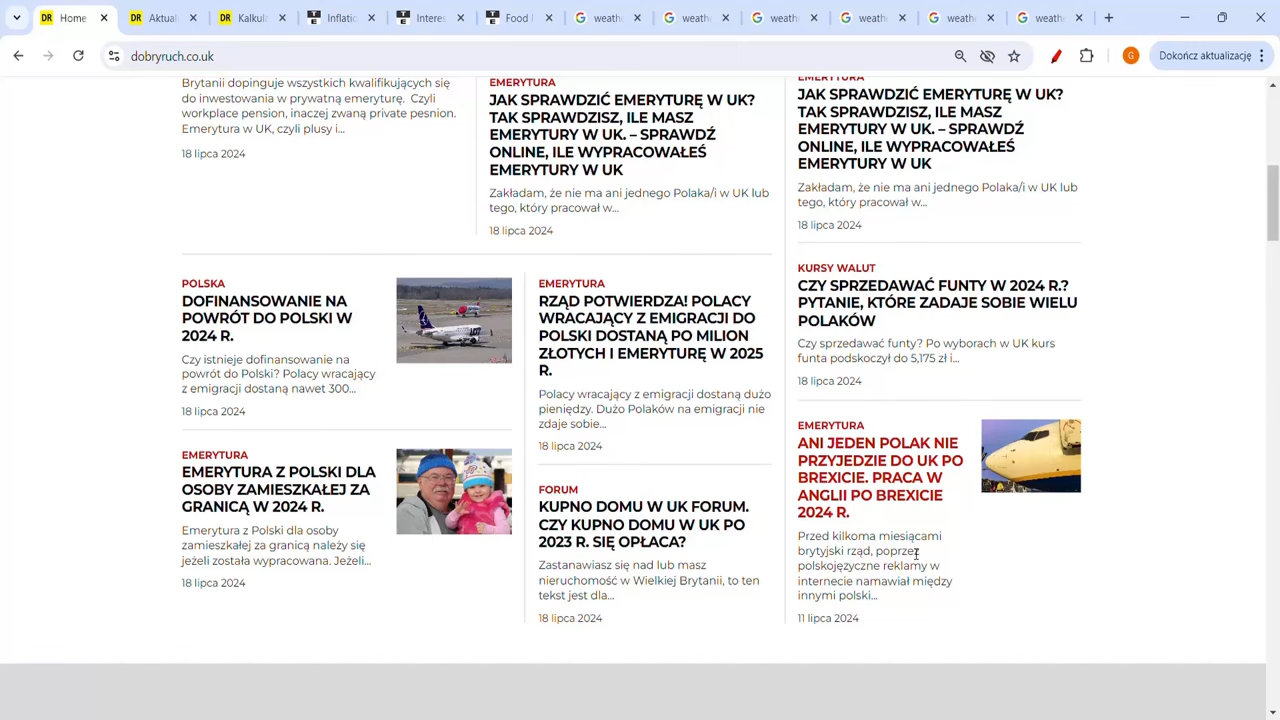 Home
Aktuali
Kalkul
Inflatio
Interes
Food I
weath
weath
weath
weath
weath
weath
dobryruch.co.uk
Dokończ aktualizację
Brytanii dopinguje wszystkich kwalifikujących się
do inwestowania w prywatną emeryturę. Czyli
workplace pension, inaczej zwaną private pesnion.
Emerytura w UK, czyli plusy i...
18 lipca 2024
EMERYTURA
JAK SPRAWDZIĆ EMERYTURĘ W UK?
TAK SPRAWDZISZ, ILE MASZ
EMERYTURY W UK. – SPRAWDŹ
ONLINE, ILE WYPRACOWAŁEŚ
EMERYTURY W UK
Zakładam, że nie ma ani jednego Polaka/i w UK lub
tego, który pracował w...
18 lipca 2024
POLSKA
DOFINANSOWANIE NA
POWRÓT DO POLSKI W
2024 R.
Czy istnieje dofinansowanie na
powrót do Polski? Polacy wracający
z emigracji dostaną nawet 300...
18 lipca 2024
EMERYTURA
EMERYTURA Z POLSKI DLA
OSOBY ZAMIESZKAŁEJ ZA
GRANICĄ W 2024 R.
Emerytura z Polski dla osoby
zamieszkałej za granicą należy się
jeżeli została wypracowana. Jeżeli...
18 lipca 2024
EMERYTURA
RZĄD POTWIERDZA! POLACY
WRACAJĄCY Z EMIGRACJI DO
POLSKI DOSTANĄ PO MILION
ZŁOTYCH I EMERYTURĘ W 2025
R.
Polacy wracający z emigracji dostaną dużo
pieniędzy. Dużo Polaków na emigracji nie
zdaje sobie...
18 lipca 2024
FORUM
KUPNO DOMU W UK FORUM.
CZY KUPNO DOMU W UK PO
2023 R. SIĘ OPŁACA?
Zastanawiasz się nad lub masz
nieruchomość w Wielkiej Brytanii, to ten
tekst jest dla...
18 lipca 2024
EMERYTURA
JAK SPRAWDZIĆ EMERYTURĘ W UK?
TAK SPRAWDZISZ, ILE MASZ
EMERYTURY W UK. – SPRAWDŹ
ONLINE, ILE WYPRACOWAŁEŚ
EMERYTURY W UK
Zakładam, że nie ma ani jednego Polaka/i w UK lub
tego, który pracował w...
18 lipca 2024
KURSY WALUT
CZY SPRZEDAWAĆ FUNTY W 2024 R.?
PYTANIE, KTÓRE ZADAJE SOBIE WIELU
POLAKÓW
Czy sprzedawać funty? Po wyborach w UK kurs
funta podskoczył do 5,175 zł i...
18 lipca 2024
EMERYTURA
ANI JEDEN POLAK NIE
PRZYJEDZIE DO UK PO
BREXICIE. PRACA W
ANGLII PO BREXICIE
2024 R.
Przed kilkoma miesiącami
brytyjski rząd, poprzez
polskojęzyczne reklamy w
internecie namawiał między
innymi polski...
11 lipca 2024